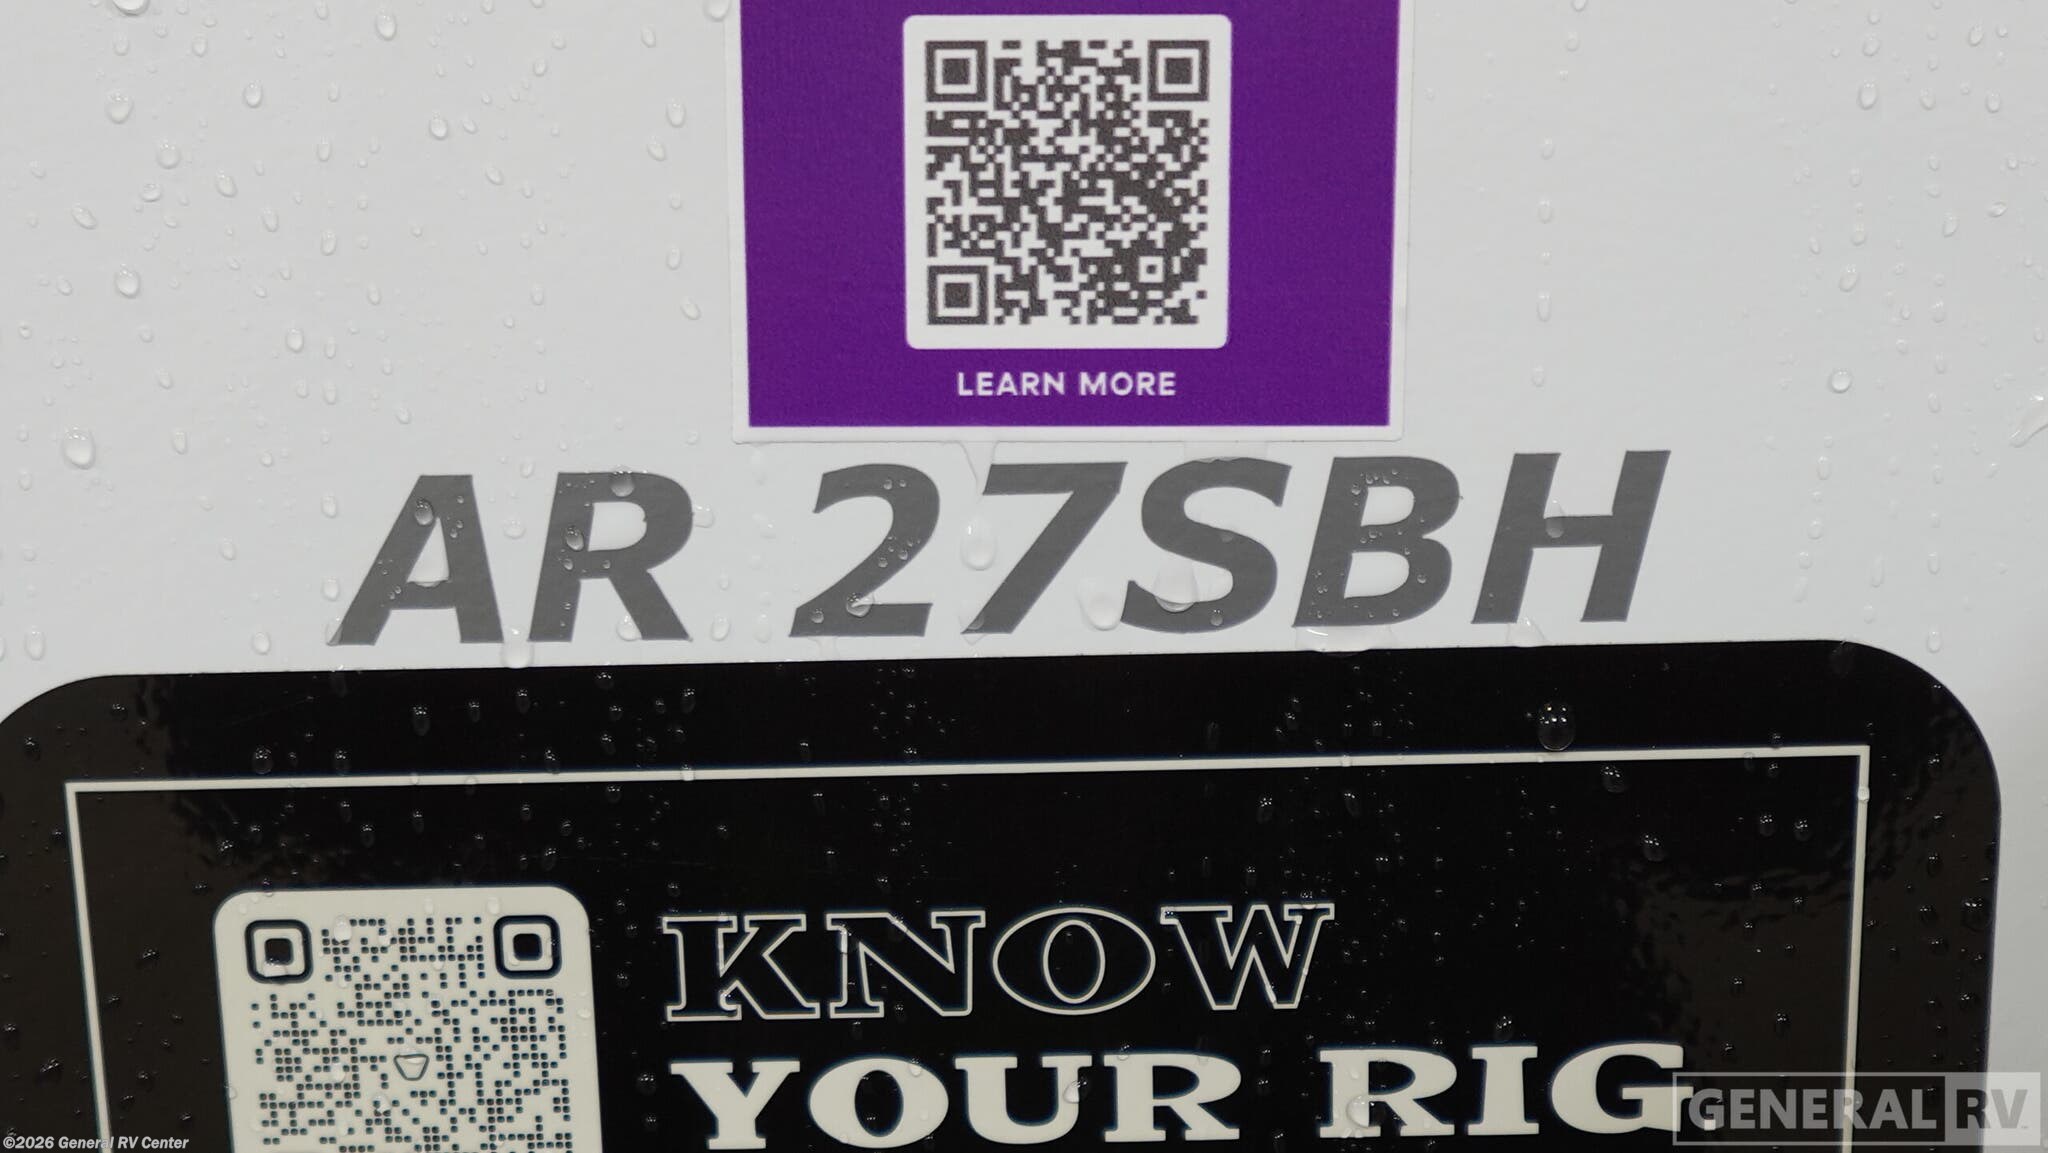 LEARN MORE
AR 27SBH
KNOW
YOUR RIG
GENERAL RV
©2026 General RV Center